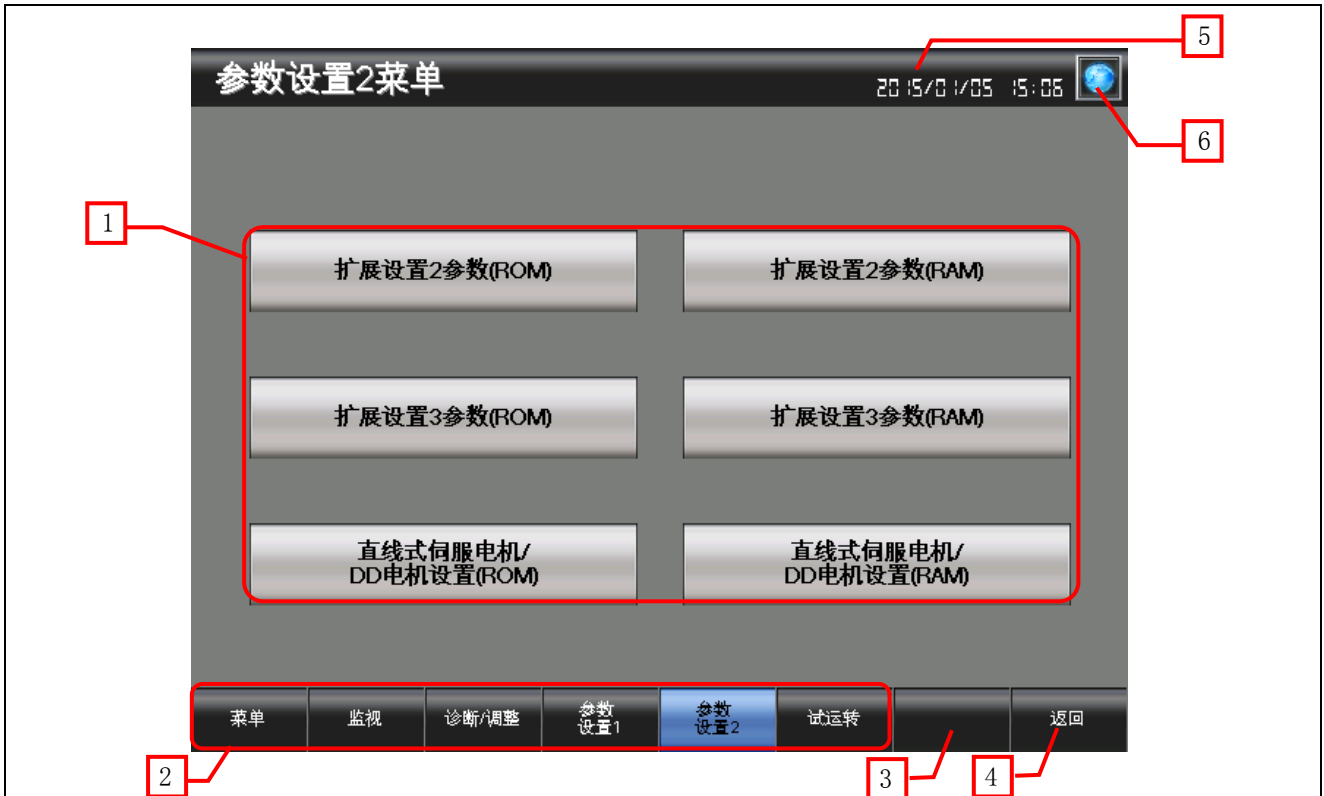 5
参数设置2菜单
2015/01/05 15:06
6
1
扩展设置2参数(ROM)
扩展设置2参数(RAM)
扩展设置3参数(ROM)
扩展设置3参数(RAM)
直线式伺服电机/
DD电机设置(ROM)
直线式伺服电机/
DD电机设置(RAM)
菜单
监视
诊断/调整
参数
设置1
参数
设置2
试运转
返回
2
3
4